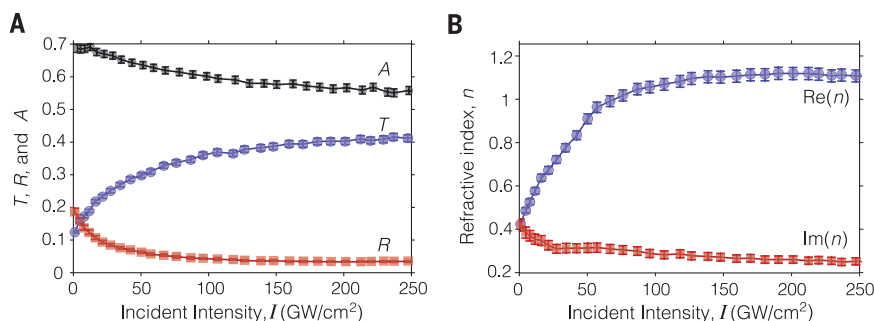 A
T, R, and A
0.7
0.6
0.5
0.4
0.3
0.2
0.1
0
A
T
R
0
50
100
150
200
250
Incident Intensity, I (GW/cm²)
B
Refractive index, n
1.2
1
0.8
0.6
0.4
0.2
Re(n)
Im(n)
0
50
100
150
200
250
Incident Intensity, I (GW/cm²)